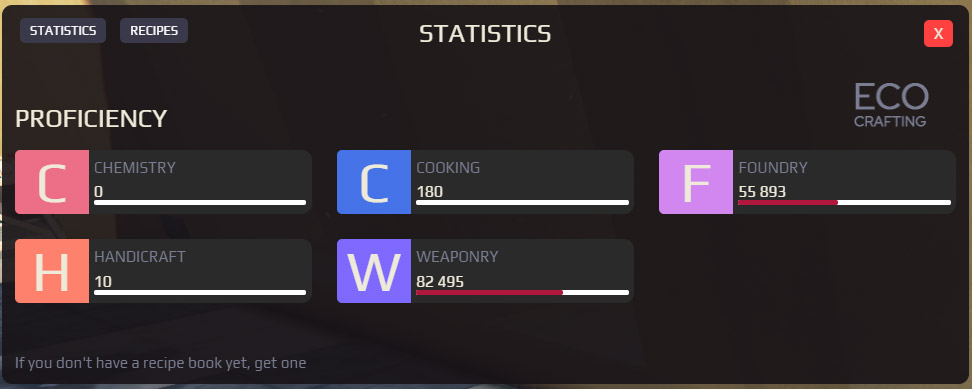 STATISTICS
RECIPES
STATISTICS
X
ECO
CRAFTING
PROFICIENCY
C
CHEMISTRY
0
C
COOKING
180
F
FOUNDRY
55 893
H
HANDICRAFT
10
W
WEAPONRY
82 495
If you don't have a recipe book yet, get one